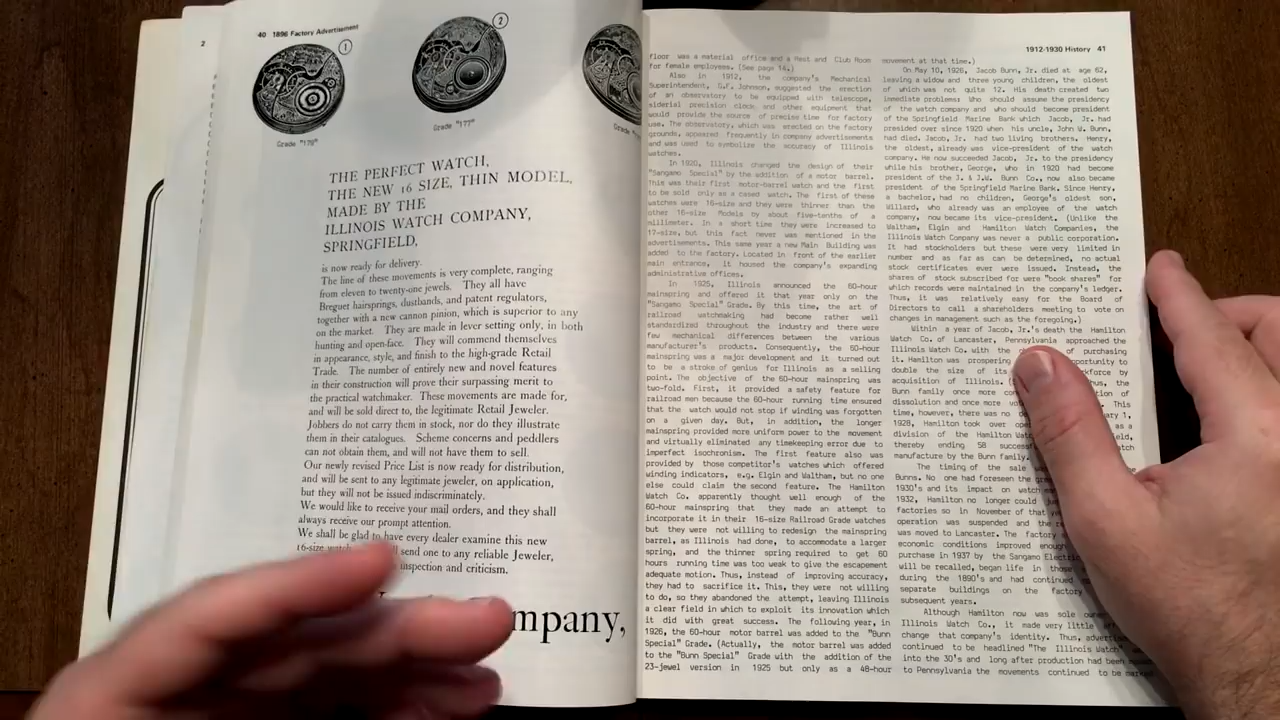 2
40 1896 Factory Advertisement
1
2
Grade "176"
Grade "177"
THE PERFECT WATCH,
THE NEW 16 SIZE, THIN MODEL,
MADE BY THE
ILLINOIS WATCH COMPANY,
SPRINGFIELD,
is now ready for delivery.
The line of these movements is very complete, ranging
from eleven to twenty-one jewels. They all have
Breguet hairsprings, dustbands, and patent regulators,
together with a new cannon pinion, which is superior to any
on the market. They are made in lever setting only, in both
hunting and open-face. They will commend themselves
in appearance, style, and finish to the high-grade Retail
Trade. The number of entirely new and novel features
in their construction will prove their surpassing merit to
the practical watchmaker. These movements are made for,
and will be sold direct to, the legitimate Retail Jeweler.
Jobbers do not carry them in stock, nor do they illustrate
them in their catalogues. Scheme concerns and peddlers
can not obtain them, and will not have them to sell.
Our newly revised Price List is now ready for distribution,
and will be sent to any legtimate jeweler, on application,
but they will not be issued indiscriminately.
We would like to receive your mail orders, and they shall
always receive our prompt attention.
We shall be glad to have every dealer examine this new
16-size watch send one to any reliable Jeweler,
inspection and criticism.
mpany,
1912-1930 History 41
floor was a material office and a Rest and Club Room
for female employees. (See page 14.)
Also in 1912, the company's Mechanical
Superintendent, G.F. Johnson, suggested the erection
of an observatory to be equipped with telescope,
siderial precision clock and other equipment that
would provide the source of precise time for factory
use. The observatory, which was erected on the factory
grounds, appeared frequently in company advertisements
and was used to symbolize the accuracy of Illinois
watches.
In 1920, Illinois changed the design of their
"Sangamo Special" by the addition of a motor barrel.
This was their first motor-barrel watch and the first
to be sold only as a cased watch. The first of these
watches were 16-size and they were thinner than the
other 16-size Models by about five-tenths of a
millimeter. In a short time they were increased to
17-size, but this fact never was mentioned in the
advertisements. This same year a new Main Building was
added to the factory. Located in front of the earlier
main entrance, it housed the company's expanding
administrative offices.
In 1925, Illinois announced the 60-hour
mainspring and offered it that year only on the
"Sangamo Special" Grade. By this time, the art of
railroad watchmaking had become rather well
standardized throughout the industry and there were
few mechanical differences between the various
manufacturer's products. Consequently, the 60-hour
mainspring was a major development and it turned out
to be a stroke of genius for Illinois as a selling
point. The objective of the 60-hour mainspring was
two-fold. First, it provided a safety feature for
railroad men because the 60-hour running time ensured
that the watch would not stop if winding was forgotten
on a given day. But, in addition, the longer
mainspring provided more uniform power to the movement
and virtually eliminated any timekeeping error due to
imperfect isochronism. The first feature also was
provided by those competitor's watches which offered
winding indicators, e.g. Elgin and Waltham, but no one
else could claim the second feature. The Hamilton
Watch Co. apparently thought well enough of the
60-hour mainspring that they made an attempt to
incorporate it in their 16-size Railroad Grade watches
but they were not willing to redesign the mainspring
barrel, as Illinois had done, to accommodate a larger
spring, and the thinner spring required to get 60
hours running time was too weak to give the escapement
adequate motion. Thus, instead of improving accuracy,
they had to sacrifice it. This, they were not willing
to do, so they abandoned the attempt, leaving Illinois
a clear field in which to exploit its innovation which
it did with great success. The following year, in
1926, the 60-hour motor barrel was added to the "Bunn
Special" Grade. (Actually, the motor barrel was added
to the "Bunn Special" Grade with the addition of the
23-jewel version in 1925 but only as a 48-hour
movement at that time.)
On May 10, 1926, Jacob Bunn, Jr. died at age 62,
leaving a widow and three young children, the oldest
of which was not quite 12. His death created two
immediate problems: Who should assume the presidency
of the watch company and who should become president
of the Springfield Marine Bank which Jacob, Jr. had
presided over since 1920 when his uncle, John W. Bunn,
had died. Jacob, Jr. had two living brothers. Henry,
the oldest, already was vice-president of the watch
company. He now succeeded Jacob, Jr. to the presidency
while his brother, George, who in 1920 had become
president of the J. & J.W. Bunn Co., now also became
president of the Springfield Marine Bank. Since Henry,
a bachelor, had no children, George's oldest son,
Willard, who already was an employee of the watch
company, now became its vice-president. (Unlike the
Waltham, Elgin and Hamilton Watch Companies, the
Illinois Watch Company was never a public corporation.
It had stockholders but these were very limited in
number and as far as can be detereined, no actual
stock certificates ever were issued. Instead, the
shares of stock subscribed for were "book shares" for
which records were maintained in the company's ledger.
Thus, it was relatively easy for the Board of
Directors to call a shareholders meeting to vote on
changes in management such as the foregoing.)
Within a year of Jacob, Jr.'s death the Hamilton
Watch Co. of Lancaster, Pennsylvania approached the
Illinois Watch Co. with the of purchasing
it. Hamilton was prospering opportunity to
double the size of its workforce by
acquisition of Illinois. Thus, the
Bunn family once more of
dissolution and once more This
time, however, there was no 1,
1928, Hamilton took over as a
division of the Hamilton
thereby ending 58
manufacture by the Bunn family.
The timing of the sale
Bunns. No one had foreseen the
1930's and its impact on watch
1932, Hamilton no longer could
factories so in November of that
operation was suspended and the
was moved to Lancaster. The factory
economic conditions improved enough
purchase in 1937 by the Sangamo
will be recalled, began life in those
during the 1890's and had continued
separate buildings on the factory
subsequent years.
Although Hamilton now was sole
Illinois Watch Co., it made very little
change that company's identity. Thus,
continued to be headlined "The Illinois Watch"
into the 30's and long after production had been
to Pennsylvania the movements continued to be